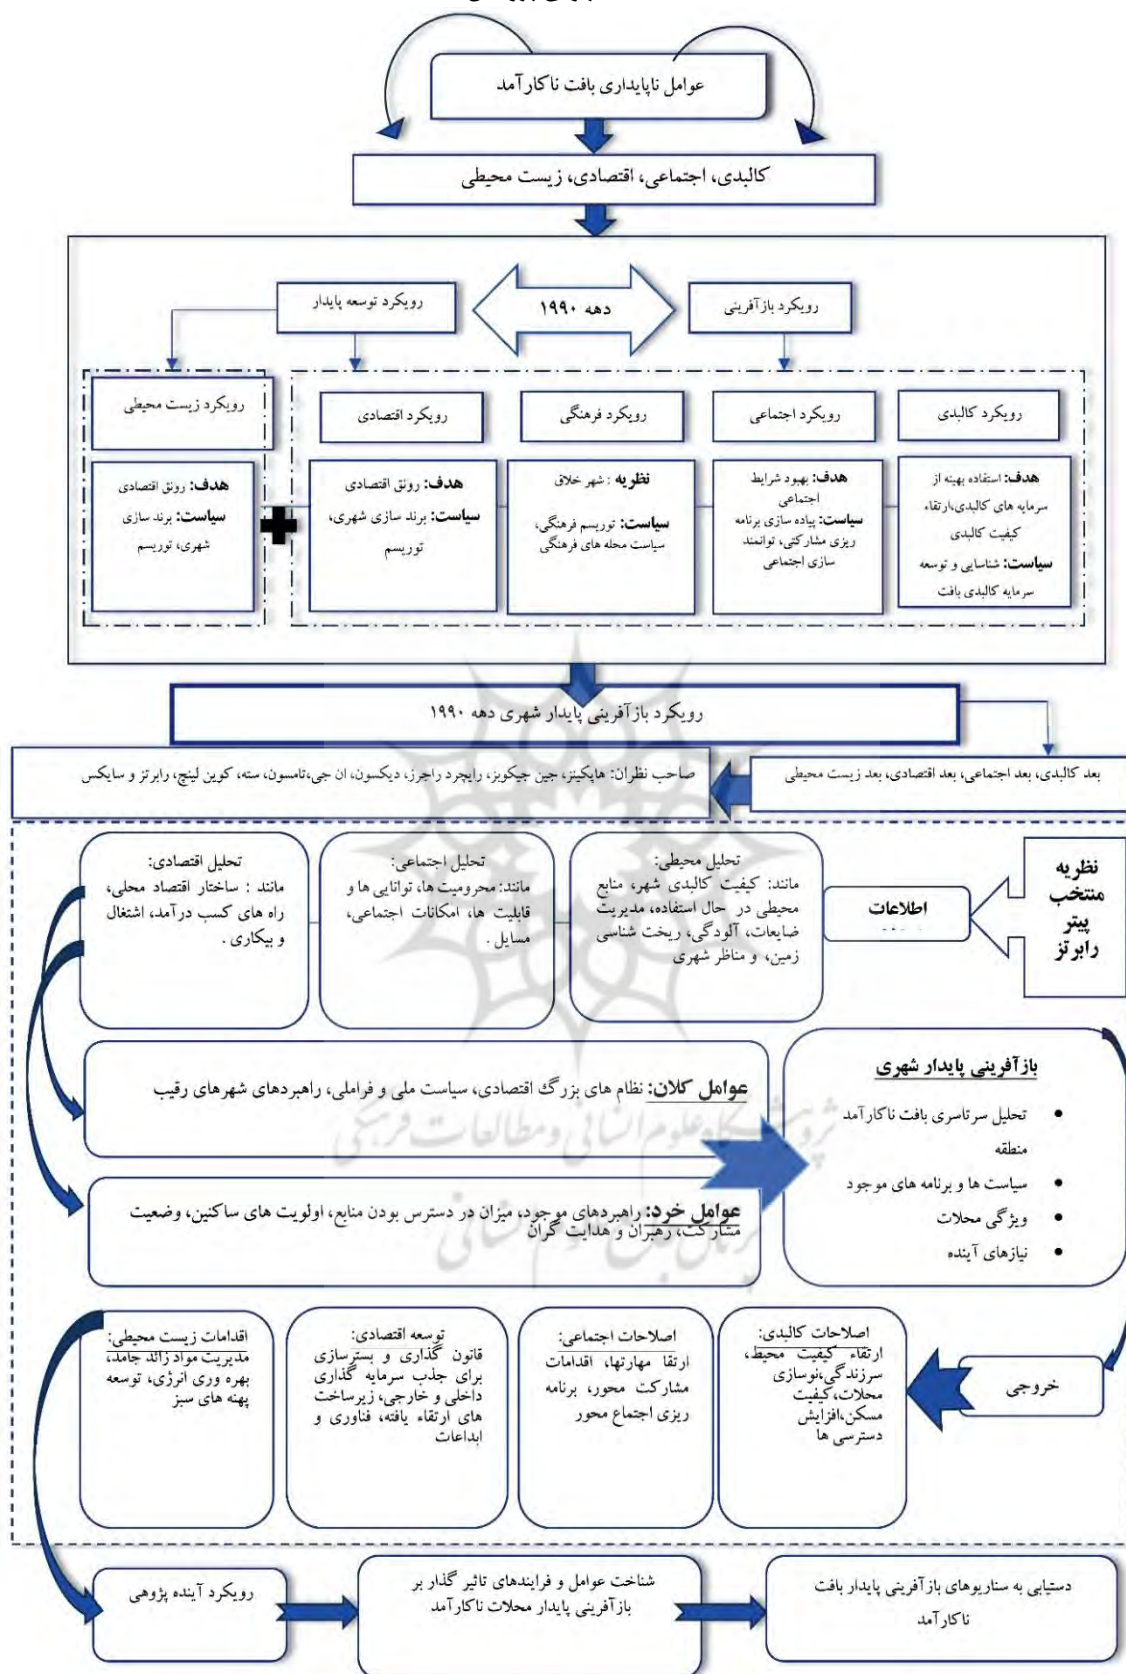 عوامل ناپایداری بافت ناکارآمد
کالبدی، اجتماعی، اقتصادی، زیست محیطی
رویکرد بازآفرینی
دهه ۱۹۹۰
رویکرد توسعه پایدار
رویکرد کالبدی
رویکرد اجتماعی
رویکرد فرهنگی
رویکرد اقتصادی
رویکرد زیست محیطی
هدف: استفاده بهینه از
سرمایه های کالبدی،ارتقاء
کیفیت کالبدی
سیاست: شناسایی و توسعه
سرمایه کالبدی بافت
هدف: بهبود شرایط
اجتماعی
سیاست: پیاده سازی برنامه
ریزی مشارکتی، توانمند
سازی اجتماعی
نظریه : شهر خلاق
سیاست: توریسم فرهنگی،
سیاست محله های فرهنگی
هدف: رونق اقتصادی
سیاست: برند سازی شهری،
توریسم
هدف: رونق اقتصادی
سیاست: برند سازی
شهری، توریسم
رویکرد بازآفرینی پایدار شهری دهه ۱۹۹۰
بعد کالبدی، بعد اجتماعی، بعد اقتصادی، بعد زیست محیطی
صاحب نظران: هاپکینز، جین جیکوبز، رایچرد راجرز، دیکسون، ان جی،تامسون، سته، کوین لینچ، رابرتز و سایکس
نظریه
منتخب
پیتر
رابرتز
اطلاعات
تحلیل محیطی:
مانند: کیفیت کالبدی شهر، منابع
محیطی در حال استفاده، مدیریت
ضایعات، آلودگی، ریخت شناسی
زمین، و مناظر شهری
تحلیل اجتماعی:
مانند: محرومیت ها، توانایی ها و
قابلیت ها، امکانات اجتماعی،
مسایل .
تحلیل اقتصادی:
مانند : ساختار اقتصاد محلی،
راه های کسب درآمد، اشتغال
و بیکاری .
عوامل کلان: نظام های بزرگ اقتصادی، سیاست ملی و فراملی، راهبردهای شهرهای رقیب
عوامل خرد: راهبردهای موجود، میزان در دسترس بودن منابع، اولویت های ساکنین، وضعیت
مشارکت، رهبران و هدایت گران
بازآفرینی پایدار شهری
• تحلیل سرتاسری بافت ناکارآمد
منطقه
• سیاست ها و برنامه های موجود
• ویژگی محلات
• نیازهای آینده
پژوهشگاه علوم انسانی و مطالعات فرهنگی
پرتال جامع علوم انسانی
خروجی
اصلاحات کالبدی:
ارتقاء کیفیت محیط،
سرزندگی،نوسازی
محلات،کیفیت
مسکن،افزایش
دسترسی ها
اصلاحات اجتماعی:
ارتقا مهارتها، اقدامات
مشارکت محور، برنامه
ریزی اجتماع محور
توسعه اقتصادی:
قانون گذاری و بسترسازی
برای جذب سرمایه گذاری
داخلی و خارجی، زیرساخت
های ارتقاء یافته، فناوری و
ابداعات
اقدامات زیست محیطی:
مدیریت مواد زائد جامد،
بهره وری انرژی، توسعه
پهنه های سبز
رویکرد آینده پژوهی
شناخت عوامل و فرایندهای تاثیر گذار بر
بازآفرینی پایدار محلات ناکارآمد
دستیابی به سناریوهای بازآفرینی پایدار بافت
ناکارآمد